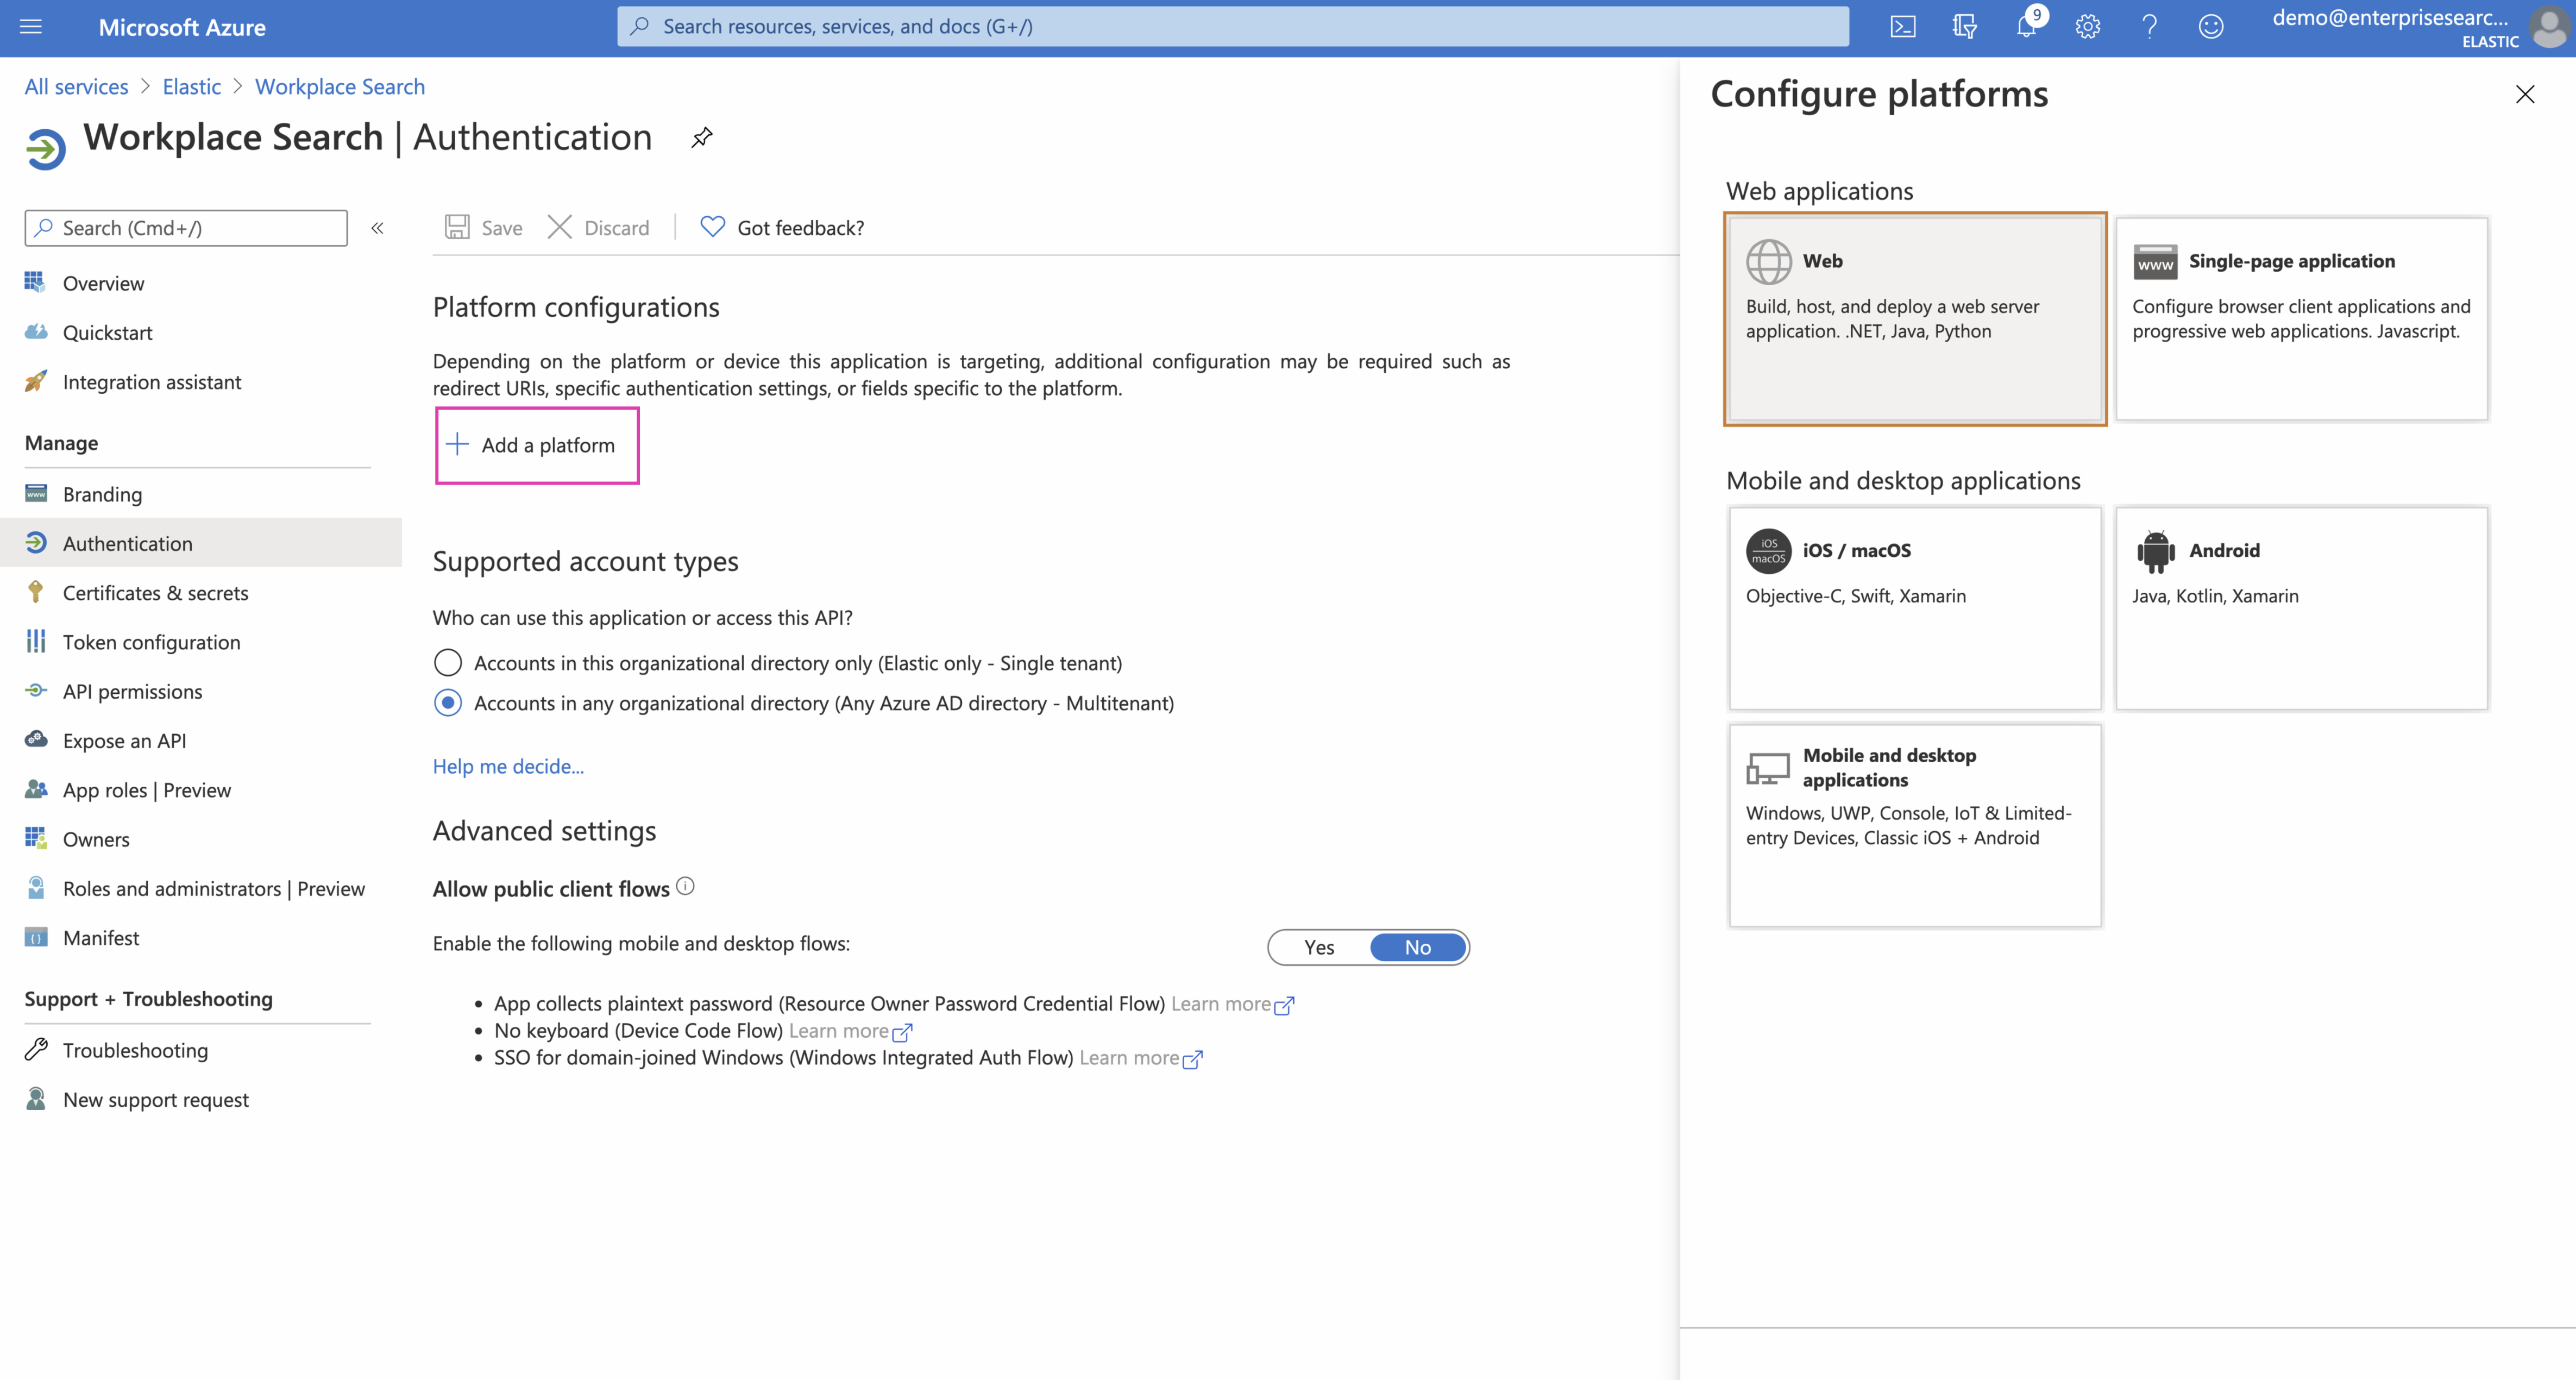 Microsoft Azure
Search resources, services, and docs (G+/)
9
demo@enterprisesearc...
ELASTIC
All services > Elastic > Workplace Search
Workplace Search | Authentication
Search (Cmd+/)
«
Overview
Quickstart
Integration assistant
Manage
Branding
Authentication
Certificates & secrets
Token configuration
API permissions
Expose an API
App roles | Preview
Owners
Roles and administrators | Preview
Manifest
Support + Troubleshooting
Troubleshooting
New support request
Save
Discard
Got feedback?
Platform configurations
Depending on the platform or device this application is targeting, additional configuration may be required such as
redirect URIs, specific authentication settings, or fields specific to the platform.
+ Add a platform
Supported account types
Who can use this application or access this API?
Accounts in this organizational directory only (Elastic only - Single tenant)
Accounts in any organizational directory (Any Azure AD directory - Multitenant)
Help me decide...
Advanced settings
Allow public client flows
Enable the following mobile and desktop flows:
Yes No
• App collects plaintext password (Resource Owner Password Credential Flow) Learn more
• No keyboard (Device Code Flow) Learn more
• SSO for domain-joined Windows (Windows Integrated Auth Flow) Learn more
Configure platforms
Web applications
Web
Build, host, and deploy a web server
application. .NET, Java, Python
www
Single-page application
Configure browser client applications and
progressive web applications. Javascript.
Mobile and desktop applications
iOS
macOS
iOS / macOS
Objective-C, Swift, Xamarin
Android
Java, Kotlin, Xamarin
Mobile and desktop
applications
Windows, UWP, Console, IoT & Limited-
entry Devices, Classic iOS + Android